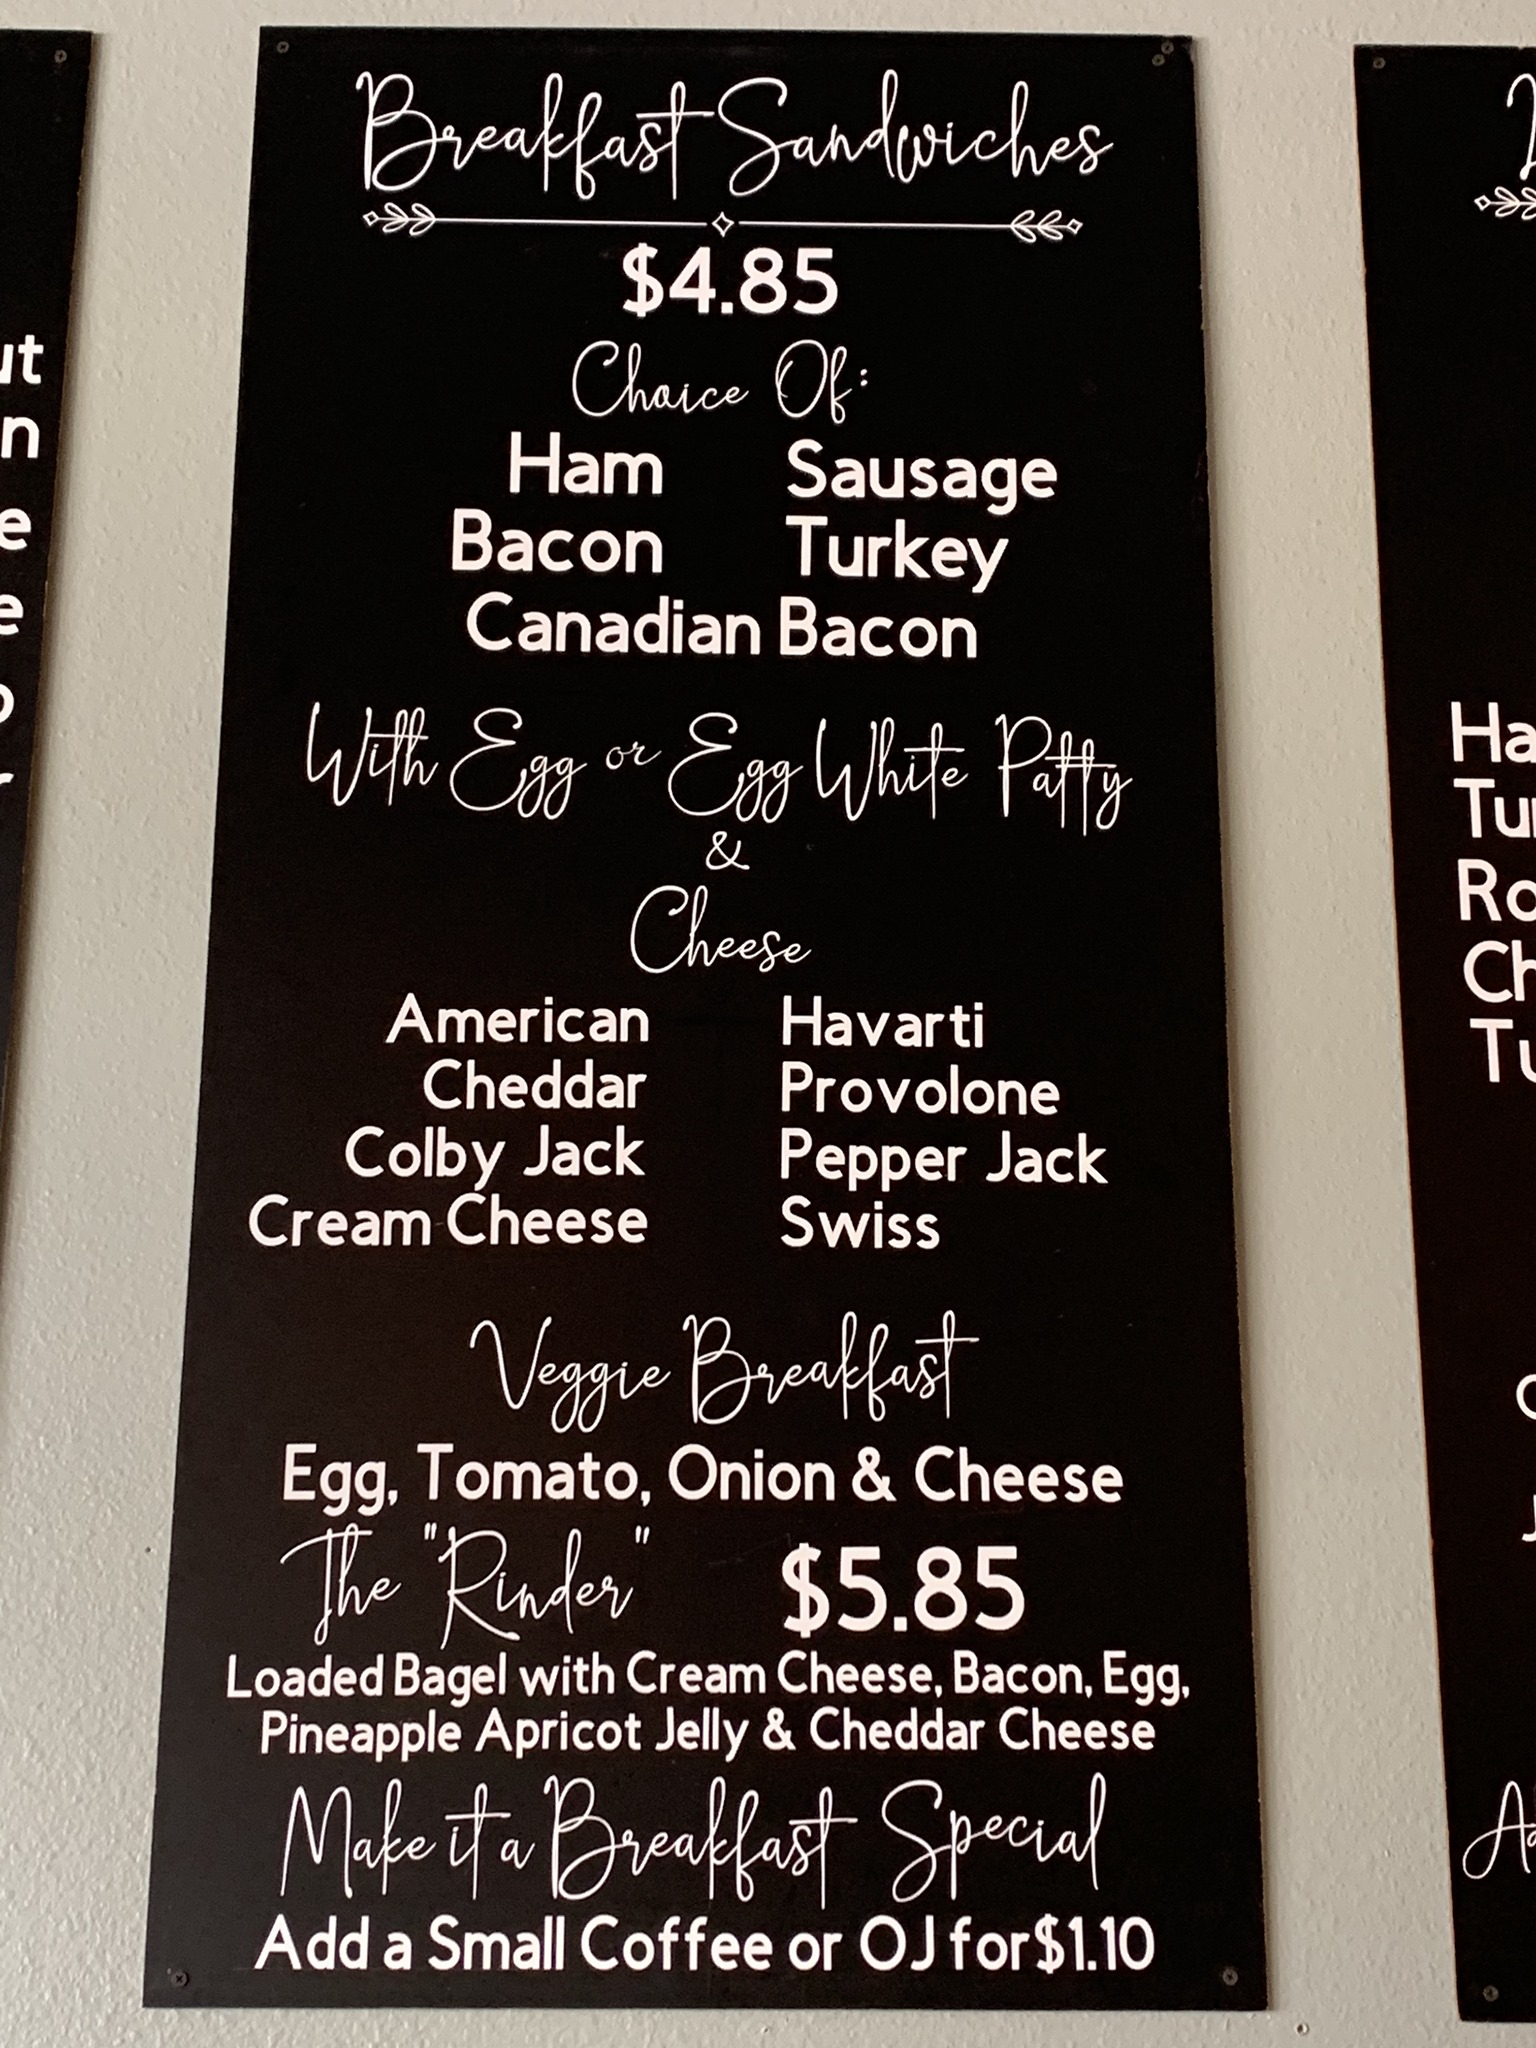 Breakfast Sandwiches
$4.85
Choice Of:
Ham Sausage
Bacon Turkey
Canadian Bacon
With Egg or Egg White Patty
&
Cheese
American Havarti
Cheddar Provolone
Colby Jack Pepper Jack
Cream Cheese Swiss
Veggie Breakfast
Egg, Tomato, Onion & Cheese
The "Rinder" $5.85
Loaded Bagel with Cream Cheese, Bacon, Egg,
Pineapple Apricot Jelly & Cheddar Cheese
Make it a Breakfast Special
Add a Small Coffee or OJ for $1.10